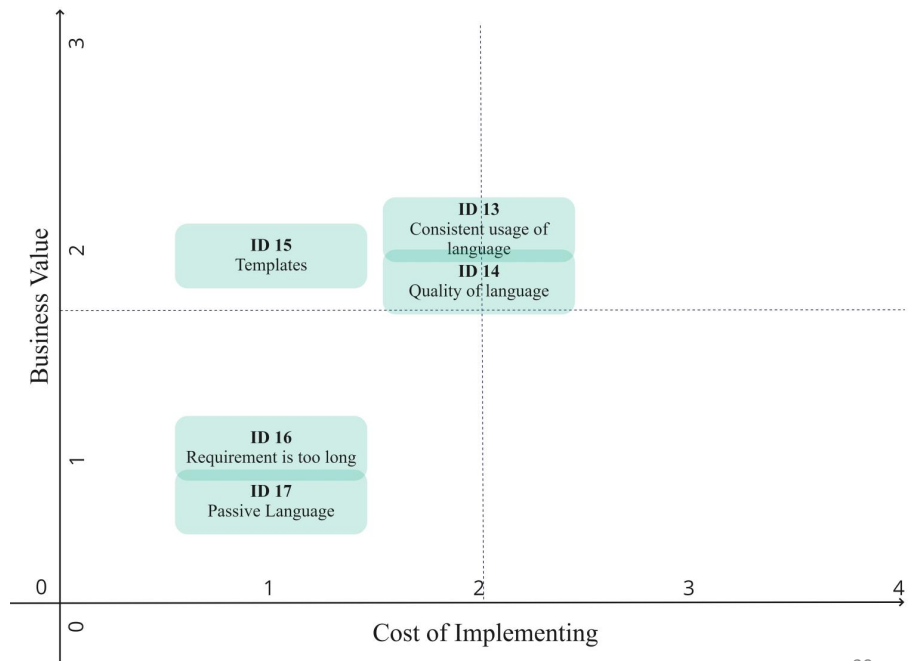 3
ID 13
Consistent usage of
language
ID 15
Templates
2
ID 14
Quality of language
Business Value
ID 16
Requirement is too long
1
ID 17
Passive Language
0
1
2
3
4
0
Cost of Implementing